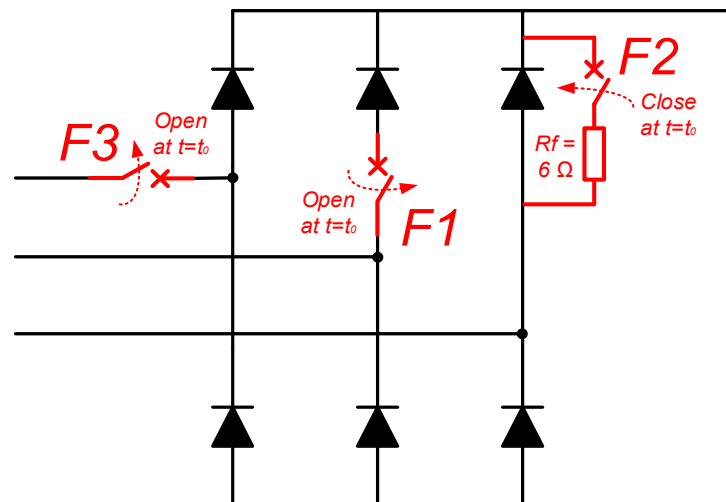 F3
Open
at t=t₀
Open
at t=t₀
F1
F2
Close
at t=t₀
Rf =
6 Ω